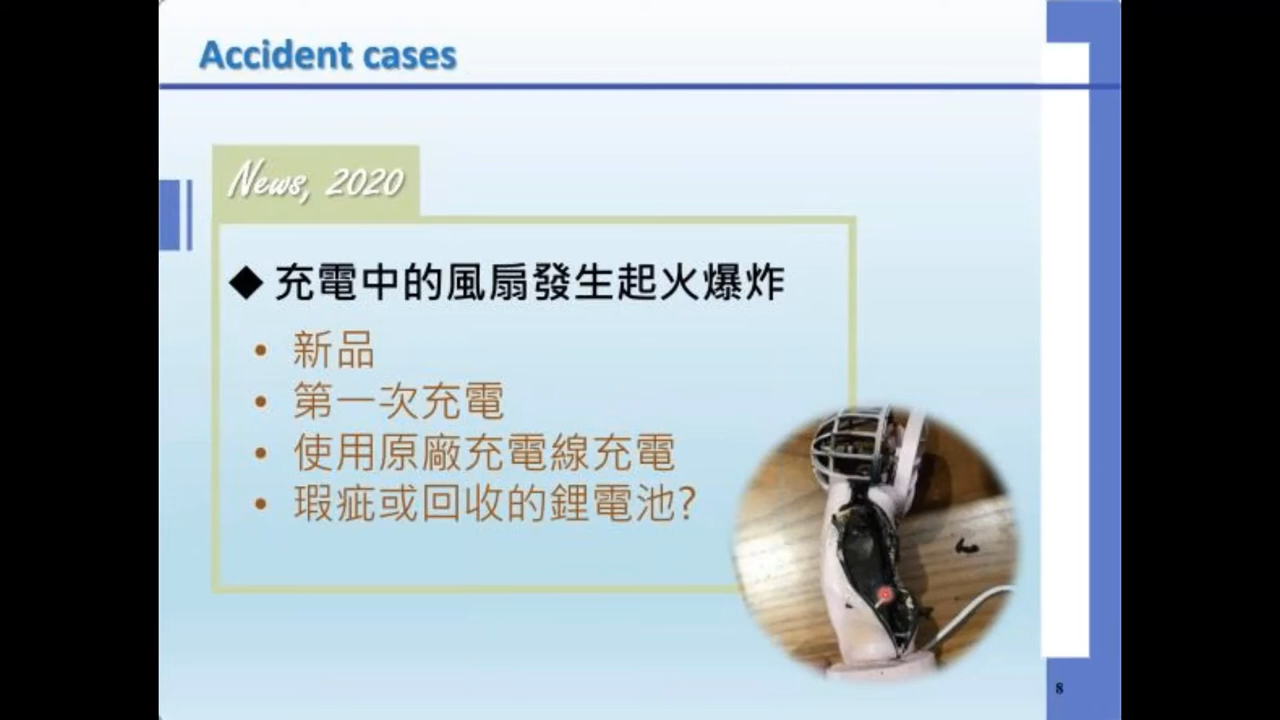 Accident cases
News, 2020
◆ 充電中的風扇發生起火爆炸
• 新品
• 第一次充電
• 使用原廠充電線充電
• 瑕疵或回收的鋰電池?
8